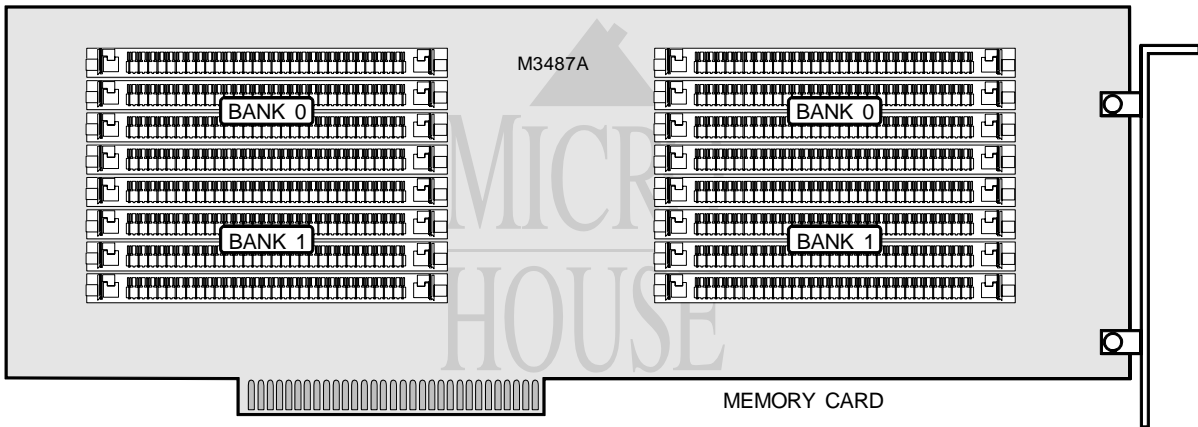 M3487A
BANK 0
BANK 0
MICRO
BANK 1
BANK 1
HOUSE
MEMORY CARD